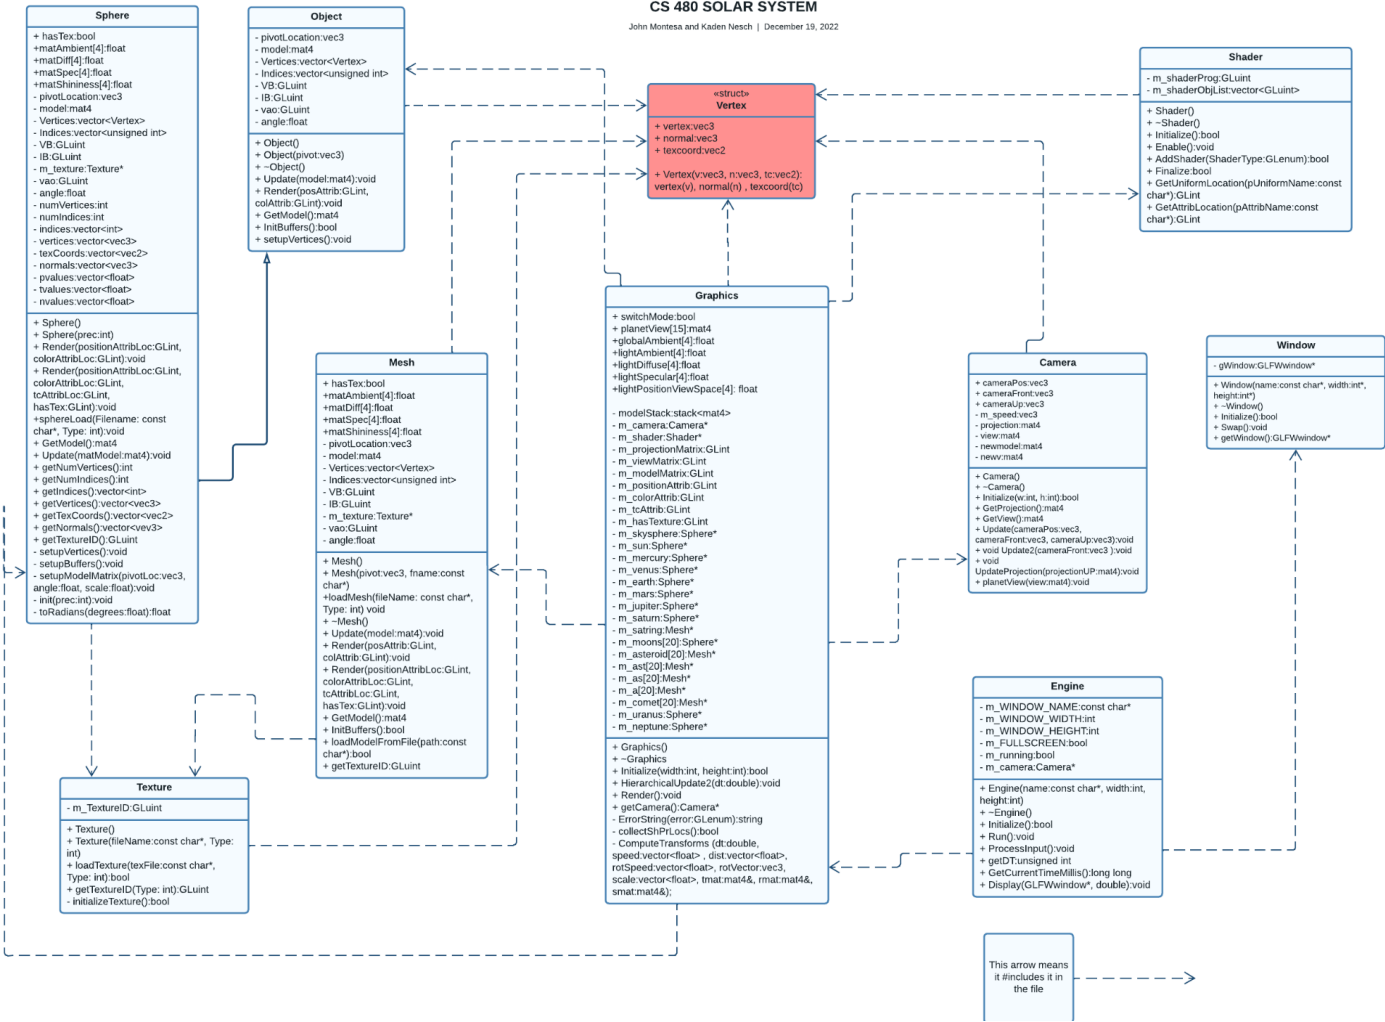 CS 480 SOLAR SYSTEM
John Montesa and Kaden Nesch | December 19, 2022
Sphere
+ hasTex:bool
+matAmbient[4]:float
+matDiff[4]:float
+matSpec[4]:float
+matShininess[4]:float
- pivotLocation:vec3
- model:mat4
- Vertices:vector<Vertex>
- Indices:vector<unsigned int>
- VB:GLuint
- IB:GLuint
- m_texture:Texture*
- vao:GLuint
- angle:float
- numVertices:int
- numIndices:int
- indices:vector<int>
- vertices:vector<vec3>
- texCoords:vector<vec2>
- normals:vector<vec3>
- pvalues:vector<float>
- tvalues:vector<float>
- nvalues:vector<float>
+ Sphere()
+ Sphere(prec:int)
+ Render(positionAttribLoc:GLint,
colorAttribLoc:GLint):void
+ Render(positionAttribLoc:GLint,
colorAttribLoc:GLint,
tcAttribLoc:GLint,
hasTex:GLint):void
+sphereLoad(Filename: const
char*, Type: int):void
+ GetModel():mat4
+ Update(matModel:mat4):void
+ getNumVertices():int
+ getNumIndices():int
+ getIndices():vector<int>
+ getVertices():vector<vec3>
+ getTexCoords():vector<vec2>
+ getNormals():vector<vev3>
+ getTextureID():GLuint
- setupVertices():void
- setupBuffers():void
- setupModelMatrix(pivotLoc:vec3,
angle:float, scale:float):void
- init(prec:int):void
- toRadians(degrees:float):float
Object
- pivotLocation:vec3
- model:mat4
- Vertices:vector<Vertex>
- Indices:vector<unsigned int>
- VB:GLuint
- IB:GLuint
- vao:GLuint
- angle:float
+ Object()
+ Object(pivot:vec3)
+ ~Object()
+ Update(model:mat4):void
+ Render(posAttrib:GLint,
colAttrib:GLint):void
+ GetModel():mat4
+ InitBuffers():bool
+ setupVertices():void
«struct»
Vertex
+ vertex:vec3
+ normal:vec3
+ texcoord:vec2
+ Vertex(v:vec3, n:vec3, tc:vec2):
vertex(v), normal(n) , texcoord(tc)
Shader
- m_shaderProg:GLuint
- m_shaderObjList:vector<GLuint>
+ Shader()
+ ~Shader()
+ Initialize():bool
+ Enable():void
+ AddShader(ShaderType:GLenum):bool
+ Finalize:bool
+ GetUniformLocation(pUniformName:const
char*):GLint
+ GetAttribLocation(pAttribName:const
char*):GLint
Mesh
+ hasTex:bool
+matAmbient[4]:float
+matDiff[4]:float
+matSpec[4]:float
+matShininess[4]:float
- pivotLocation:vec3
- model:mat4
- Vertices:vector<Vertex>
- Indices:vector<unsigned int>
- VB:GLuint
- IB:GLuint
- m_texture:Texture*
- vao:GLuint
- angle:float
+ Mesh()
+ Mesh(pivot:vec3, fname:const
char*)
+loadMesh(fileName: const char*,
Type: int) void
+ ~Mesh()
+ Update(model:mat4):void
+ Render(posAttrib:GLint,
colAttrib:GLint):void
+ Render(positionAttribLoc:GLint,
colorAttribLoc:GLint,
tcAttribLoc:GLint,
hasTex:GLint):void
+ GetModel():mat4
+ InitBuffers():bool
+ loadModelFromFile(path:const
char*):bool
+ getTextureID:GLuint
Graphics
+ switchMode:bool
+ planetView[15]:mat4
+globalAmbient[4]:float
+lightAmbient[4]:float
+lightDiffuse[4]:float
+lightSpecular[4]:float
+lightPositionViewSpace[4]: float
- modelStack:stack<mat4>
- m_camera:Camera*
- m_shader:Shader*
- m_projectionMatrix:GLint
- m_viewMatrix:GLint
- m_modelMatrix:GLint
- m_positionAttrib:GLint
- m_colorAttrib:GLint
- m_tcAttrib:GLint
- m_hasTexture:GLint
- m_skysphere:Sphere*
- m_sun:Sphere*
- m_mercury:Sphere*
- m_venus:Sphere*
- m_earth:Sphere*
- m_mars:Sphere*
- m_jupiter:Sphere*
- m_saturn:Sphere*
- m_satring:Mesh*
- m_moons[20]:Sphere*
- m_asteroid[20]:Mesh*
- m_ast[20]:Mesh*
- m_as[20]:Mesh*
- m_a[20]:Mesh*
- m_comet[20]:Mesh*
- m_uranus:Sphere*
- m_neptune:Sphere*
+ Graphics()
+ ~Graphics
+ Initialize(width:int, height:int):bool
+ HierarchicalUpdate2(dt:double):void
+ Render():void
+ getCamera():Camera*
- ErrorString(error:GLenum):string
- collectShPrLocs():bool
- ComputeTransforms (dt:double,
speed:vector<float> , dist:vector<float>,
rotSpeed:vector<float>, rotVector:vec3,
scale:vector<float>, tmat:mat4&, rmat:mat4&,
smat:mat4&);
Camera
+ cameraPos:vec3
+ cameraFront:vec3
+ cameraUp:vec3
- m_speed:vec3
- projection:mat4
- view:mat4
- newmodel:mat4
- newv:mat4
+ Camera()
+ ~Camera()
+ Initialize(w:int, h:int):bool
+ GetProjection():mat4
+ GetView():mat4
+ Update(cameraPos:vec3,
cameraFront:vec3, cameraUp:vec3):void
+ void Update2(cameraFront:vec3 ):void
+ void
UpdateProjection(projectionUP:mat4):void
+ planetView(view:mat4):void
Window
- gWindow:GLFWwindow*
+ Window(name:const char*, width:int*,
height:int*)
+ ~Window()
+ Initialize():bool
+ Swap():void
+ getWindow():GLFWwindow*
Engine
- m_WINDOW_NAME:const char*
- m_WINDOW_WIDTH:int
- m_WINDOW_HEIGHT:int
- m_FULLSCREEN:bool
- m_running:bool
- m_camera:Camera*
+ Engine(name:const char*, width:int,
height:int)
+ ~Engine()
+ Initialize():bool
+ Run():void
+ ProcessInput():void
+ getDT:unsigned int
+ GetCurrentTimeMillis():long long
+ Display(GLFWwindow*, double):void
Texture
- m_TextureID:GLuint
+ Texture()
+ Texture(fileName:const char*, Type:
int)
+ loadTexture(texFile:const char*,
Type: int):bool
+ getTextureID(Type: int):GLuint
- initializeTexture():bool
This arrow means
it #includes it in
the file